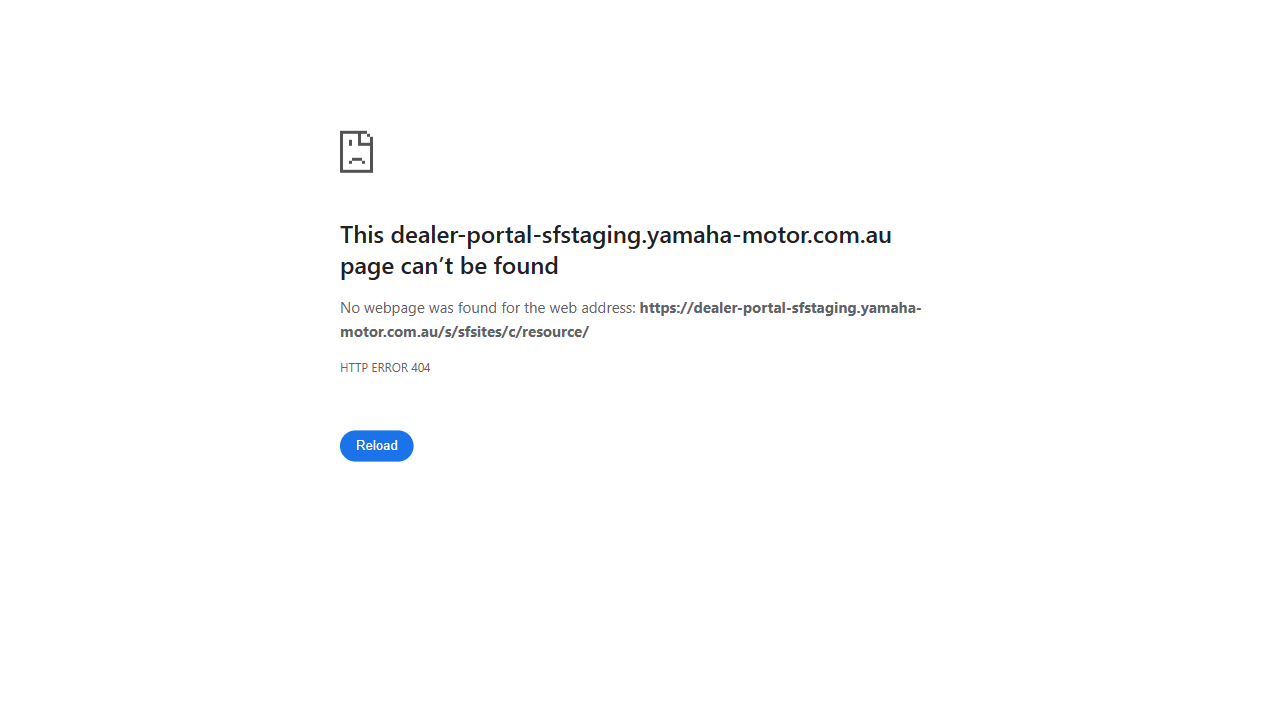 This dealer-portal-sfstaging.yamaha-motor.com.au
page can’t be found
No webpage was found for the web address: https://dealer-portal-sfstaging.yamaha-
motor.com.au/s/sfsites/c/resource/
HTTP ERROR 404
Reload